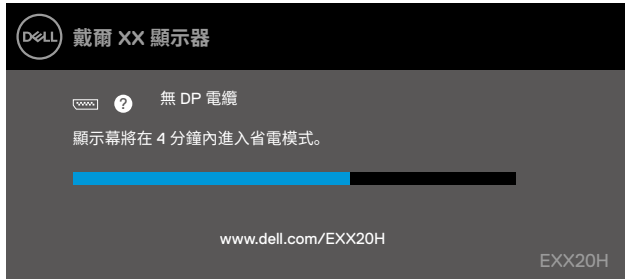 DELL 戴爾 XX 顯示器
? 無 DP 電纜
顯示幕將在 4 分鐘內進入省電模式。
www.dell.com/EXX20H
EXX20H